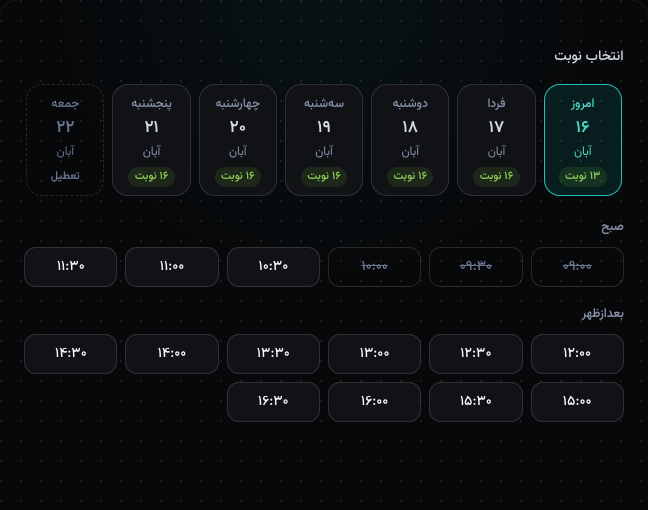 انتخاب نوبت
امروز
۱۶
آبان
۱۳ نوبت
فردا
۱۷
آبان
۱۶ نوبت
دوشنبه
۱۸
آبان
۱۶ نوبت
سه‌شنبه
۱۹
آبان
۱۶ نوبت
چهارشنبه
۲۰
آبان
۱۶ نوبت
پنجشنبه
۲۱
آبان
۱۶ نوبت
جمعه
۲۲
آبان
تعطیل
صبح
۰۹:۰۰ ۰۹:۳۰ ۱۰:۰۰ ۱۰:۳۰ ۱۱:۰۰ ۱۱:۳۰
بعدازظهر
۱۲:۰۰ ۱۲:۳۰ ۱۳:۰۰ ۱۳:۳۰ ۱۴:۰۰ ۱۴:۳۰
۱۵:۰۰ ۱۵:۳۰ ۱۶:۰۰ ۱۶:۳۰